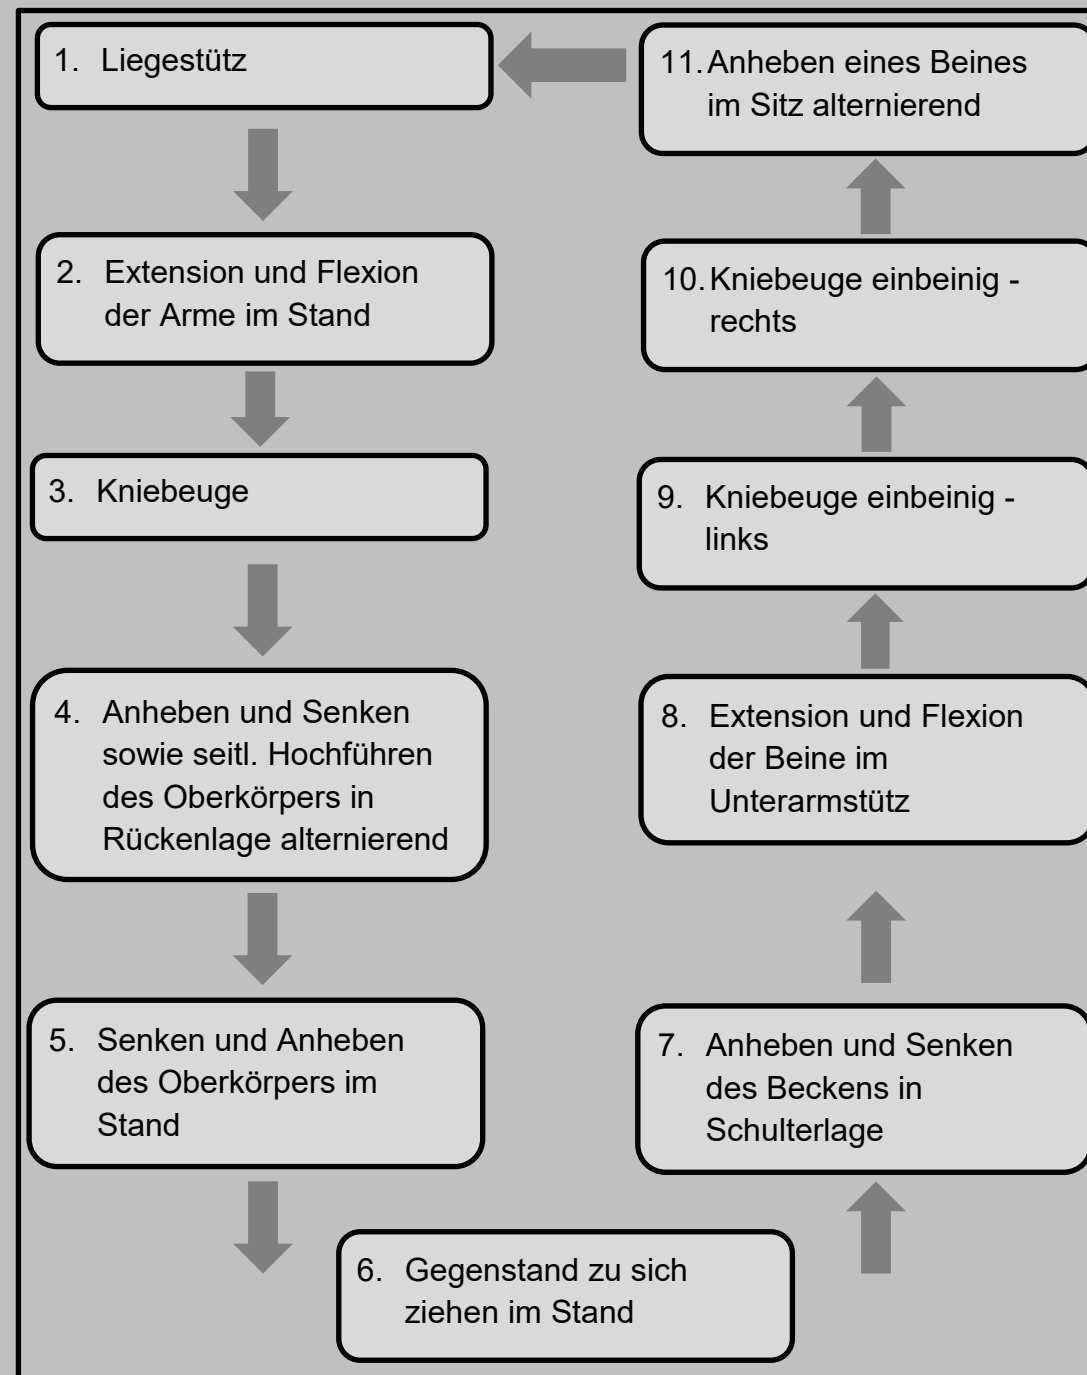 1. Liegestütz
2. Extension und Flexion
der Arme im Stand
3. Kniebeuge
4. Anheben und Senken
sowie seitl. Hochführen
des Oberkörpers in
Rückenlage alternierend
5. Senken und Anheben
des Oberkörpers im
Stand
6. Gegenstand zu sich
ziehen im Stand
7. Anheben und Senken
des Beckens in
Schulterlage
8. Extension und Flexion
der Beine im
Unterarmstütz
9. Kniebeuge einbeinig -
links
10. Kniebeuge einbeinig -
rechts
11. Anheben eines Beines
im Sitz alternierend